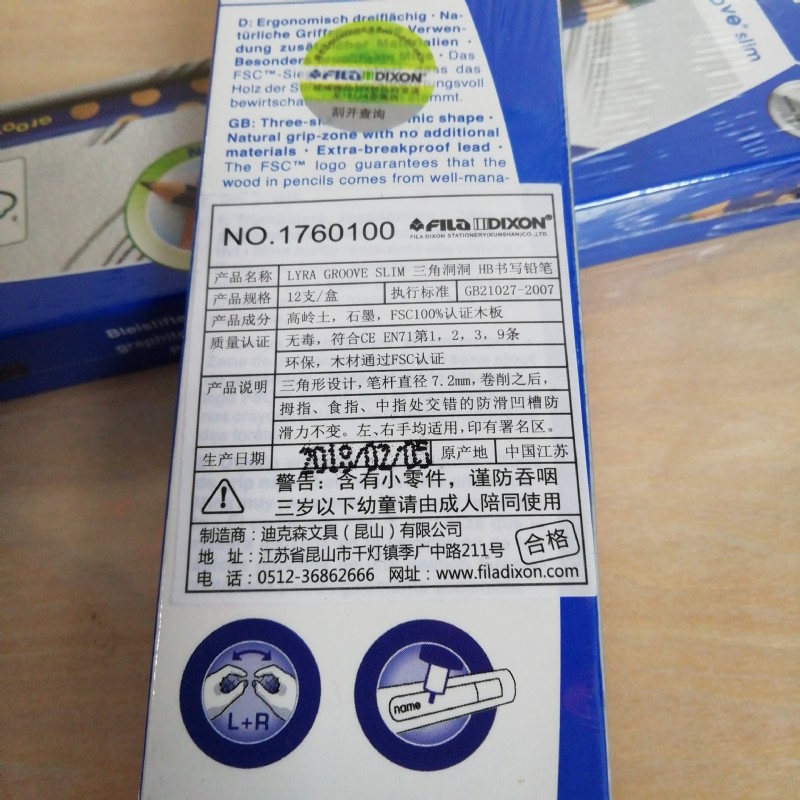 D: Ergonomisch dreiflächig · Na-
türliche Griff Verwen-
dung Materialien ·
Besonder · Das
FSC™- das
Holz der
bewirtscha
FILA DIXON
刮开查询
GB: shape ·
Natural grip-zone with no additional
materials · Extra-breakproof lead ·
The FSC™ logo guarantees that the
wood in pencils comes from well-mana-
NO.1760100 FILA DIXON®
FILA DIXON STATIONERY(KUNSHAN)CO.,LTD.
产品名称 LYRA GROOVE SLIM 三角洞洞 HB书写铅笔
产品规格 12支/盒 执行标准 GB21027-2007
产品成分 高岭土，石墨，FSC100%认证木板
质量认证 无毒，符合CE EN71第1，2，3，9条
环保，木材通过FSC认证
产品说明 三角形设计，笔杆直径7.2mm，卷削之后，
拇指、食指、中指处交错的防滑凹槽防
滑力不变。左、右手均适用，印有署名区。
生产日期 2018/02/05 原产地 中国江苏
警告：含有小零件，谨防吞咽
三岁以下幼童请由成人陪同使用
制造商：迪克森文具（昆山）有限公司
地 址：江苏省昆山市千灯镇季广中路211号
合格
电 话：0512-36862666 网址：www.filadixon.com
L+R
name
slim
Bleistifte